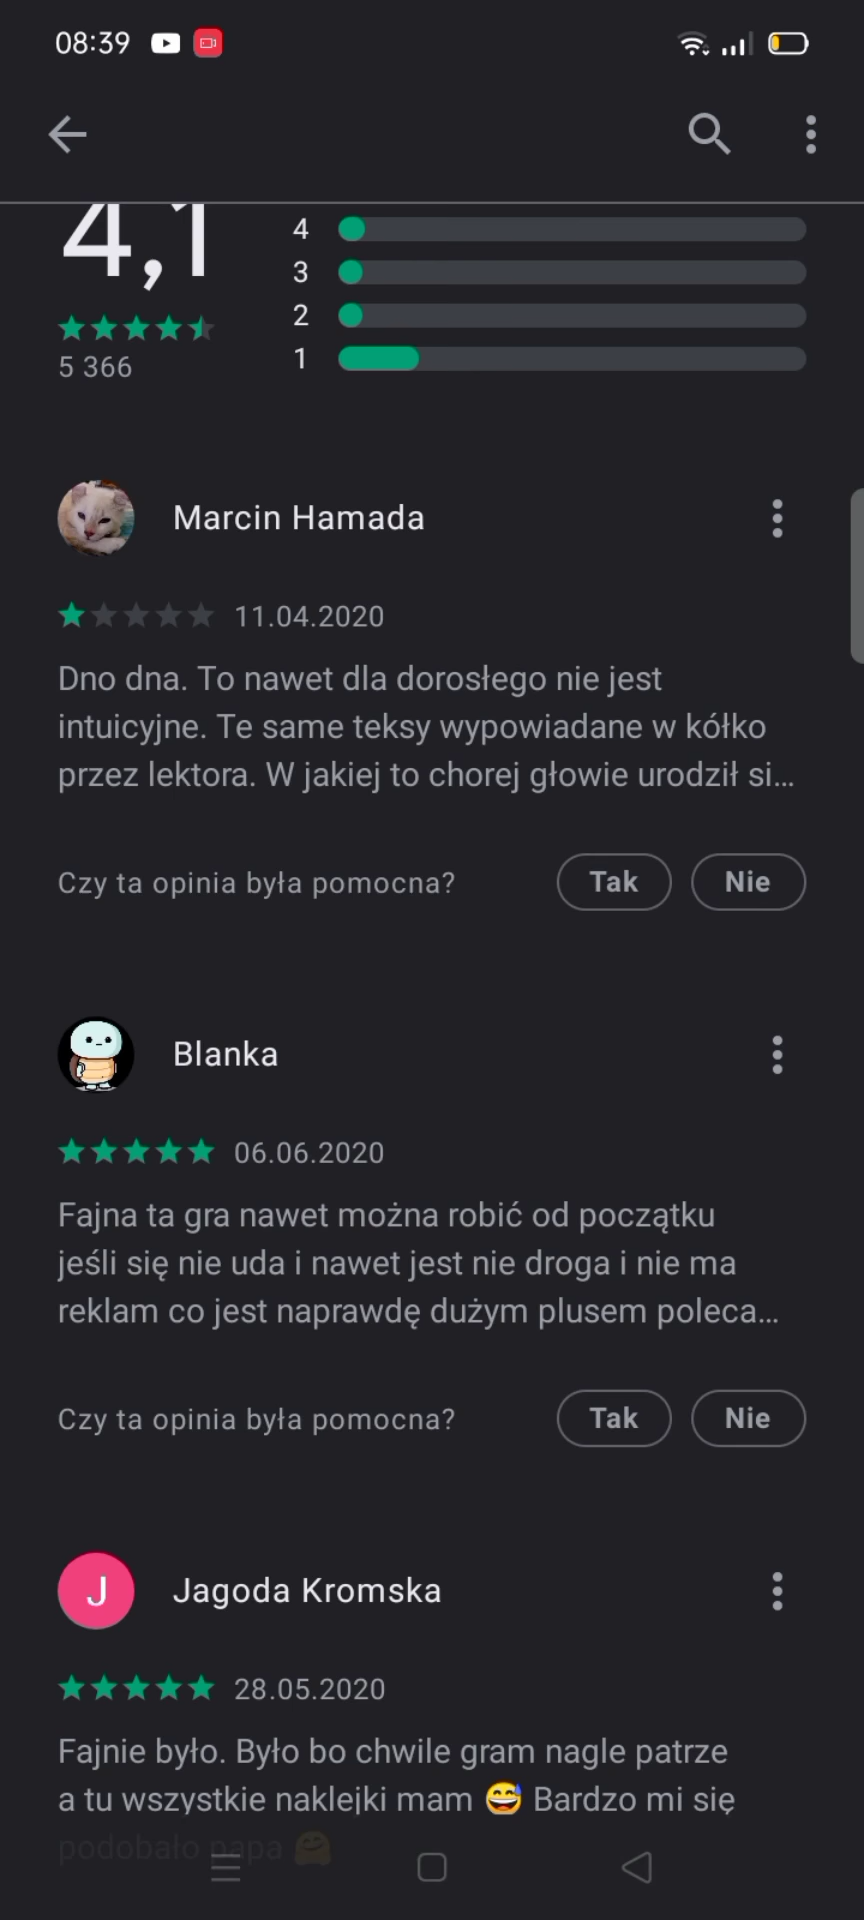 08:39
4,1
4
3
2
1
5 366
Marcin Hamada
11.04.2020
Dno dna. To nawet dla dorosłego nie jest
intuicyjne. Te same teksy wypowiadane w kółko
przez lektora. W jakiej to chorej głowie urodził si...
Czy ta opinia była pomocna?
Tak
Nie
Blanka
06.06.2020
Fajna ta gra nawet można robić od początku
jeśli się nie uda i nawet jest nie droga i nie ma
reklam co jest naprawdę dużym plusem poleca...
Czy ta opinia była pomocna?
Tak
Nie
J
Jagoda Kromska
28.05.2020
Fajnie było. Było bo chwile gram nagle patrze
a tu wszystkie naklejki mam 😅 Bardzo mi się
podobało papa 🤗